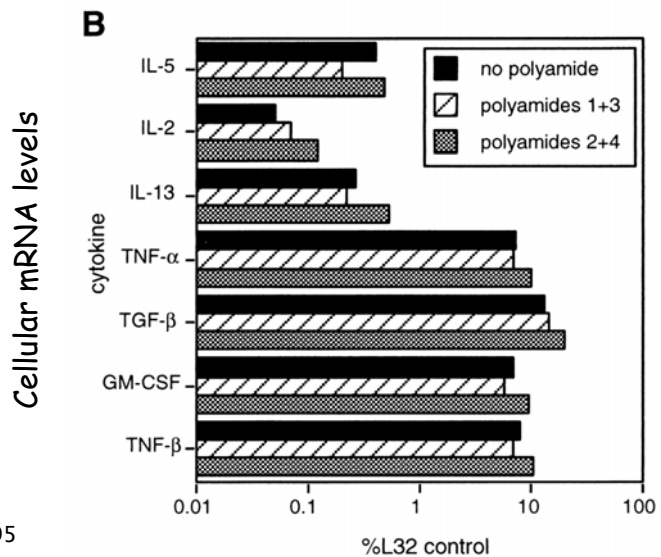 B
Cellular mRNA levels
cytokine
IL-5
IL-2
IL-13
TNF-α
TGF-β
GM-CSF
TNF-β
no polyamide
polyamides 1+3
polyamides 2+4
0.01 0.1 1 10 100
%L32 control